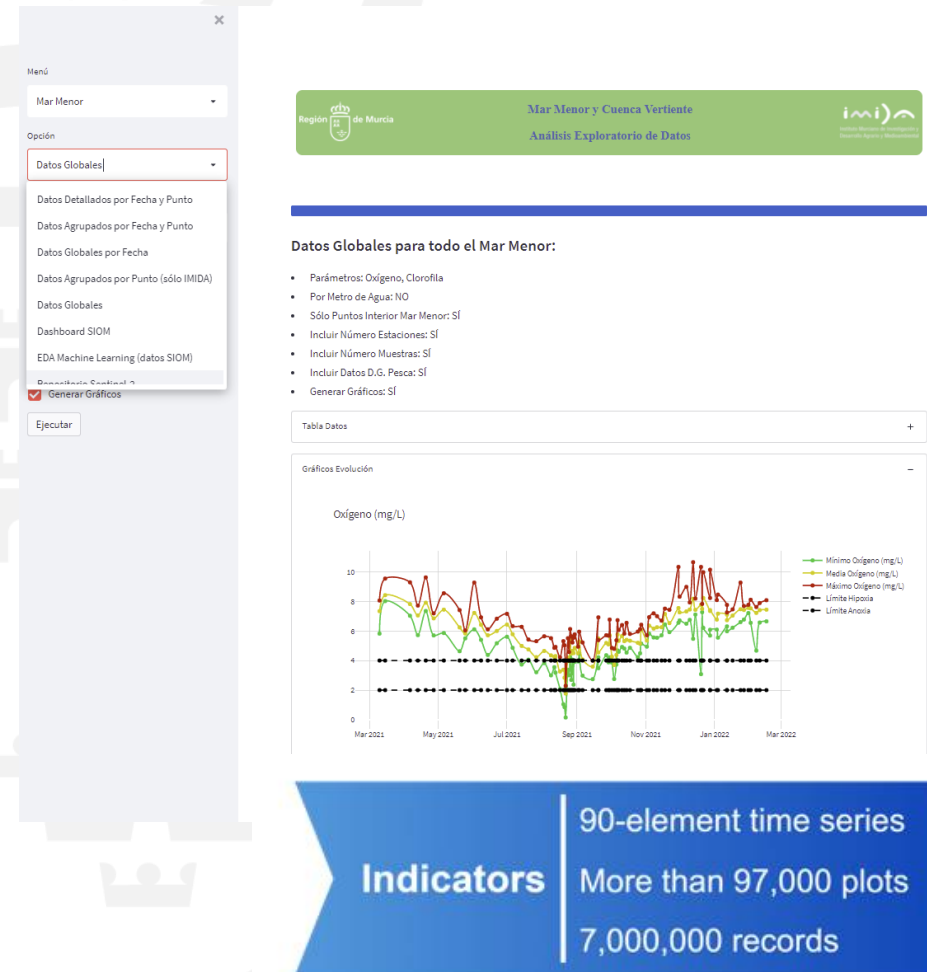 ×
Menú
Mar Menor
Opción
Datos Globales
Datos Detallados por Fecha y Punto
Datos Agrupados por Fecha y Punto
Datos Globales por Fecha
Datos Agrupados por Punto (sólo IMIDA)
Datos Globales
Dashboard SIOM
EDA Machine Learning (datos SIOM)
Repositorio Sentinel-2
Generar Gráficos
Ejecutar
Región de Murcia
Mar Menor y Cuenca Vertiente
Análisis Exploratorio de Datos
imida
Datos Globales para todo el Mar Menor:
Parámetros: Oxígeno, Clorofila
Por Metro de Agua: NO
Sólo Puntos Interior Mar Menor: SÍ
Incluir Número Estaciones: SÍ
Incluir Número Muestras: SÍ
Incluir Datos D.G. Pesca: SÍ
Generar Gráficos: SÍ
Tabla Datos +
Gráficos Evolución −
Oxígeno (mg/L)
10
8
6
4
2
0
Mar 2021 May 2021 Jul 2021 Sep 2021 Nov 2021 Jan 2022 Mar 2022
Mínimo Oxígeno (mg/L)
Media Oxígeno (mg/L)
Máximo Oxígeno (mg/L)
Límite Hipoxia
Límite Anoxia
Indicators
90-element time series
More than 97,000 plots
7,000,000 records